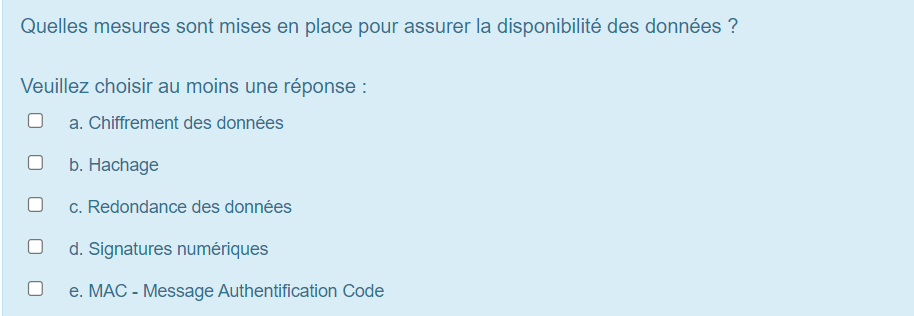 Quelles mesures sont mises en place pour assurer la disponibilité des données ?
Veuillez choisir au moins une réponse :
a. Chiffrement des données
b. Hachage
c. Redondance des données
d. Signatures numériques
e. MAC - Message Authentification Code